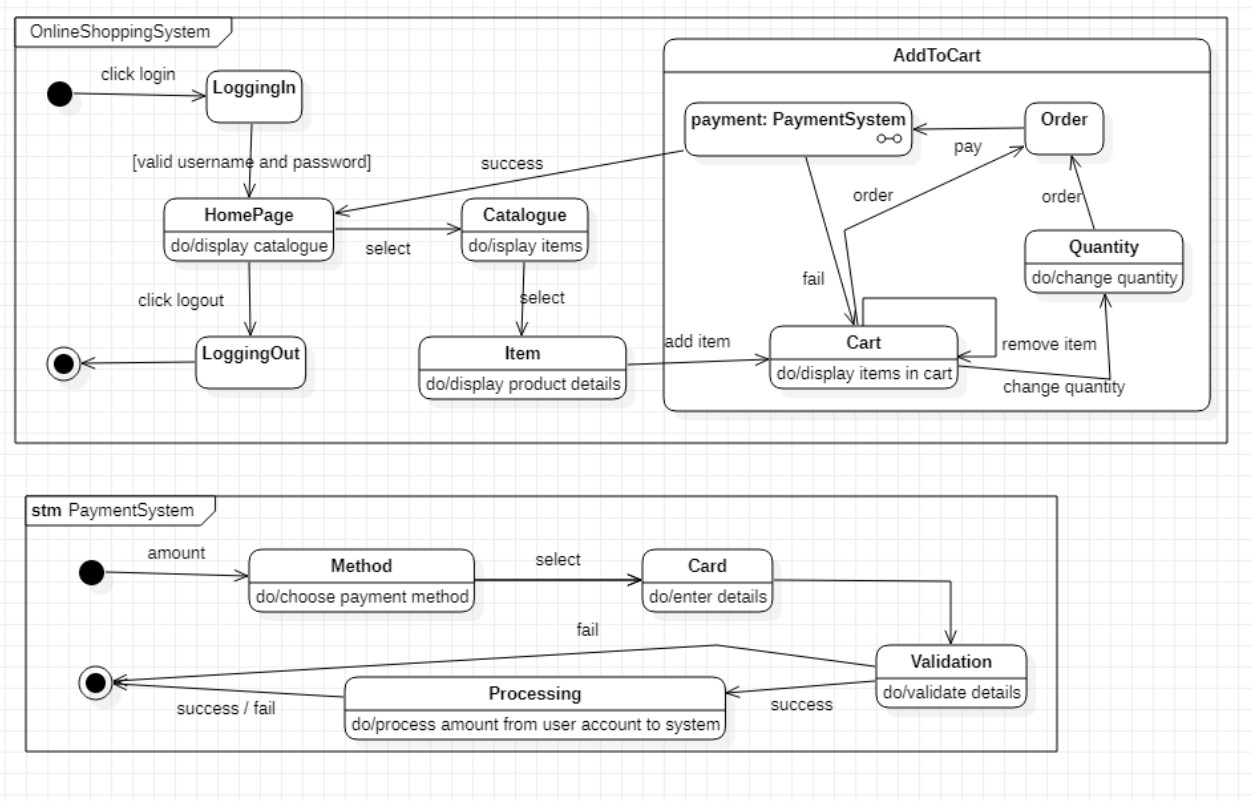 OnlineShoppingSystem
click login
LoggingIn
[valid username and password]
HomePage
do/display catalogue
select
Catalogue
do/isplay items
click logout
LoggingOut
select
Item
do/display product details
success
AddToCart
payment: PaymentSystem
Order
pay
order
order
Quantity
do/change quantity
fail
add item
Cart
do/display items in cart
remove item
change quantity
stm PaymentSystem
amount
Method
do/choose payment method
select
Card
do/enter details
fail
Validation
do/validate details
success
Processing
do/process amount from user account to system
success / fail